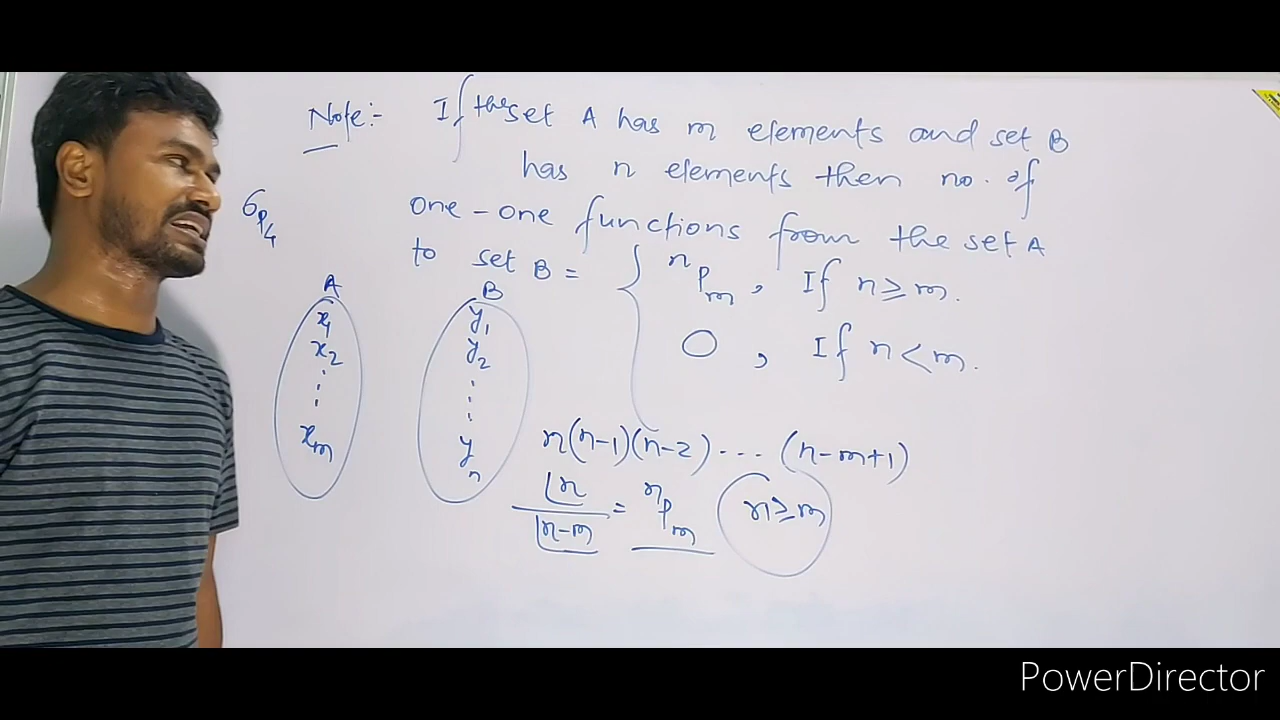 Note:- If the set A has m elements and set B
has n elements then no. of
one-one functions from the set A
to set B = { nPm, If n≥m.
0, If n<m.
6P4
A
x1
x2
⋮
xm
B
y1
y2
⋮
yn
n(n-1)(n-2)---(n-m+1)
|n / |n-m = nPm n≥m
PowerDirector